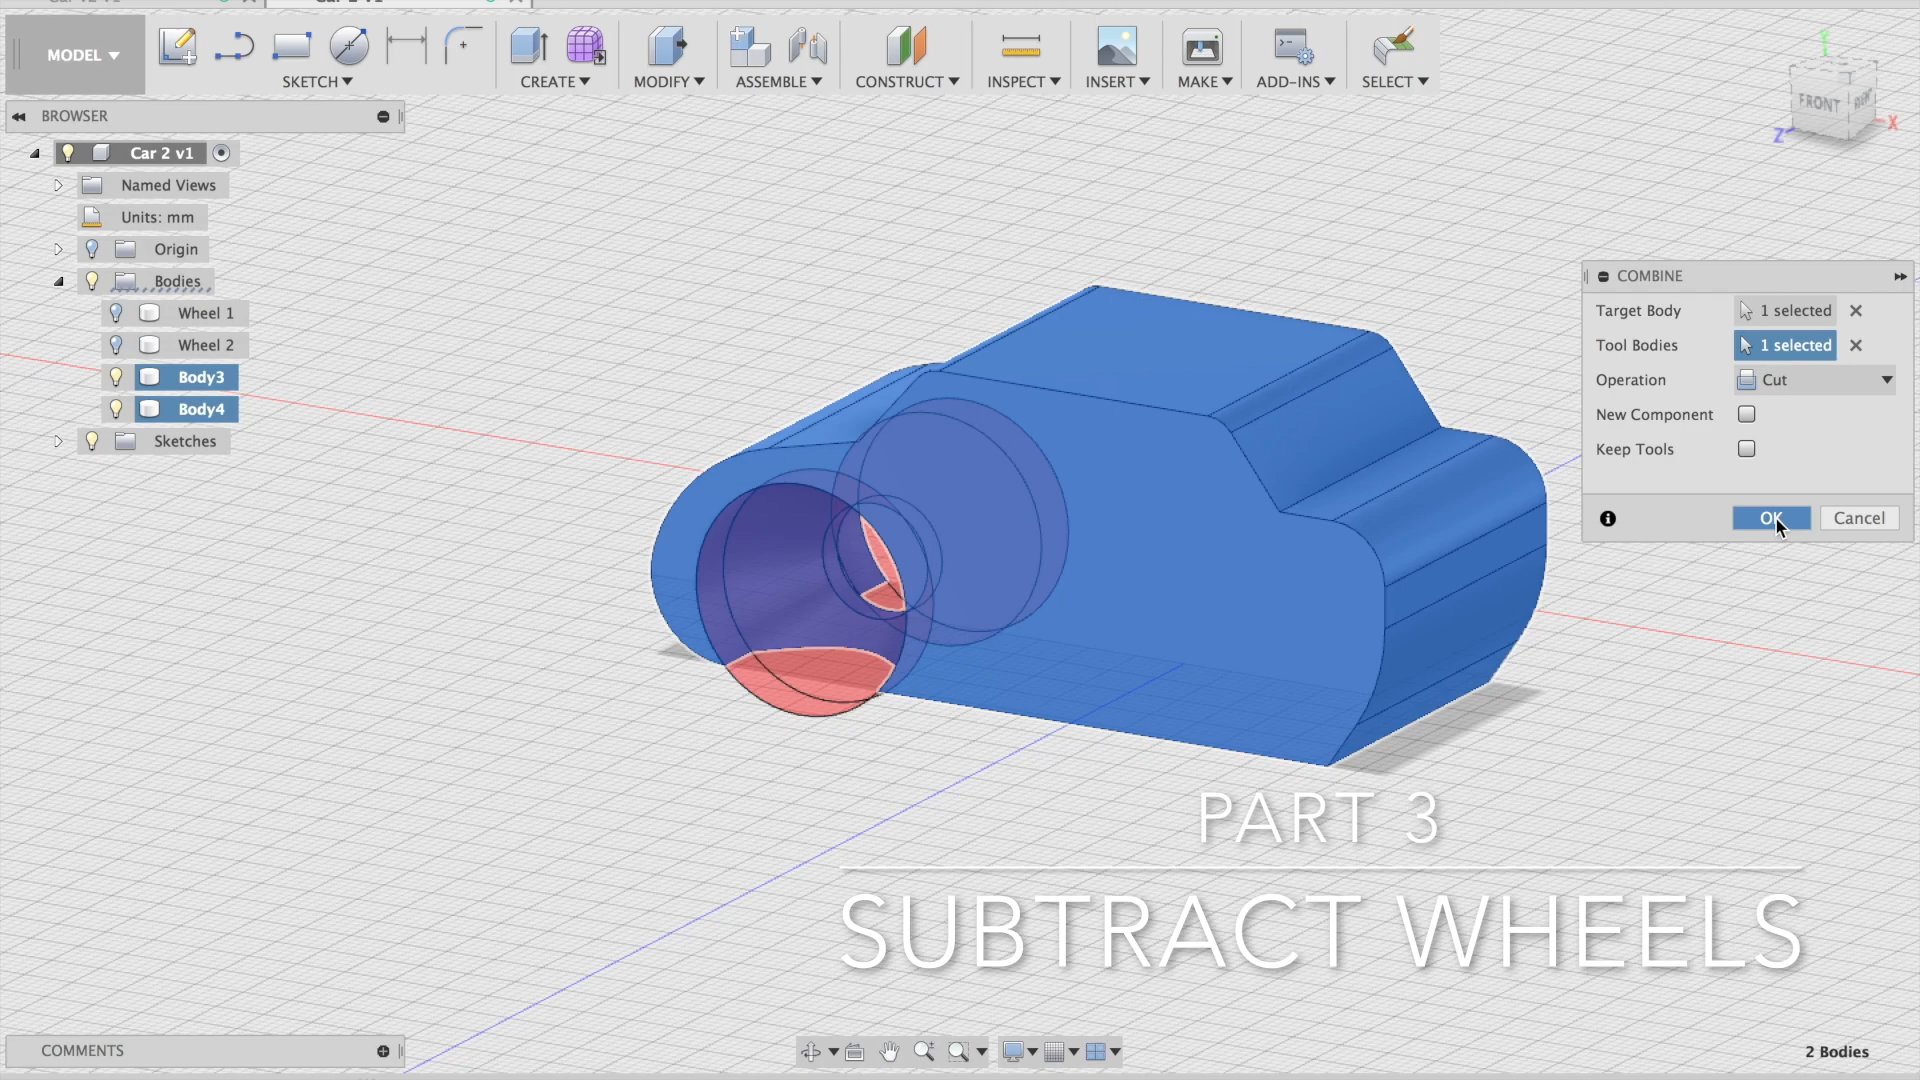 MODEL
SKETCH
CREATE
MODIFY
ASSEMBLE
CONSTRUCT
INSPECT
INSERT
MAKE
ADD-INS
SELECT
FRONT
Z
X
BROWSER
Car 2 v1
Named Views
Units: mm
Origin
Bodies
Wheel 1
Wheel 2
Body3
Body4
Sketches
COMBINE
Target Body 1 selected
Tool Bodies 1 selected
Operation Cut
New Component
Keep Tools
OK Cancel
PART 3
SUBTRACT WHEELS
COMMENTS
2 Bodies